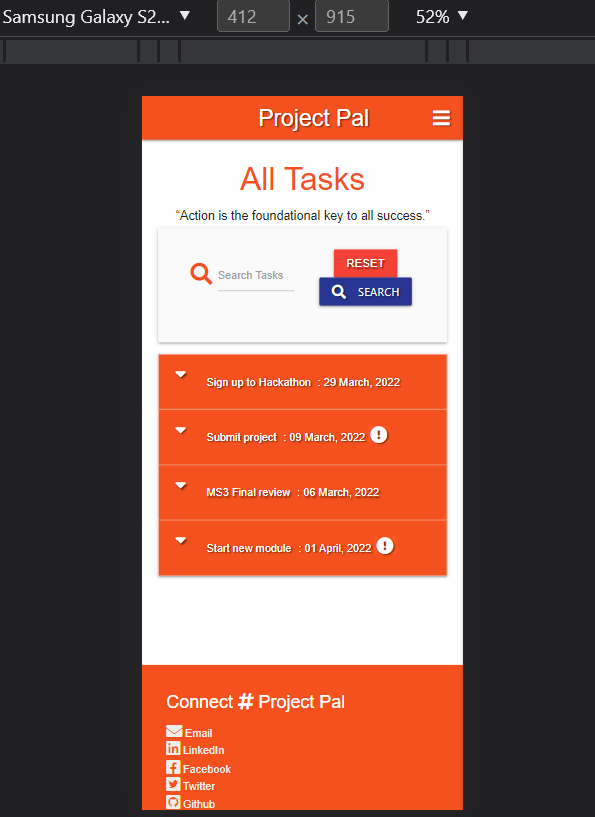 Samsung Galaxy S2... ▼ 412 × 915 52% ▼
Project Pal
All Tasks
“Action is the foundational key to all success.”
Search Tasks
RESET
SEARCH
Sign up to Hackathon : 29 March, 2022
Submit project : 09 March, 2022
MS3 Final review : 06 March, 2022
Start new module : 01 April, 2022
Connect # Project Pal
Email
LinkedIn
Facebook
Twitter
Github